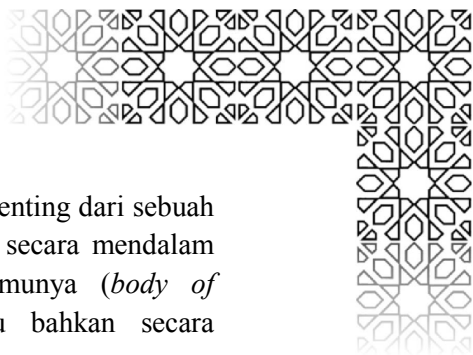 enting dari sebuah
secara mendalam
munya (body of
u bahkan secara